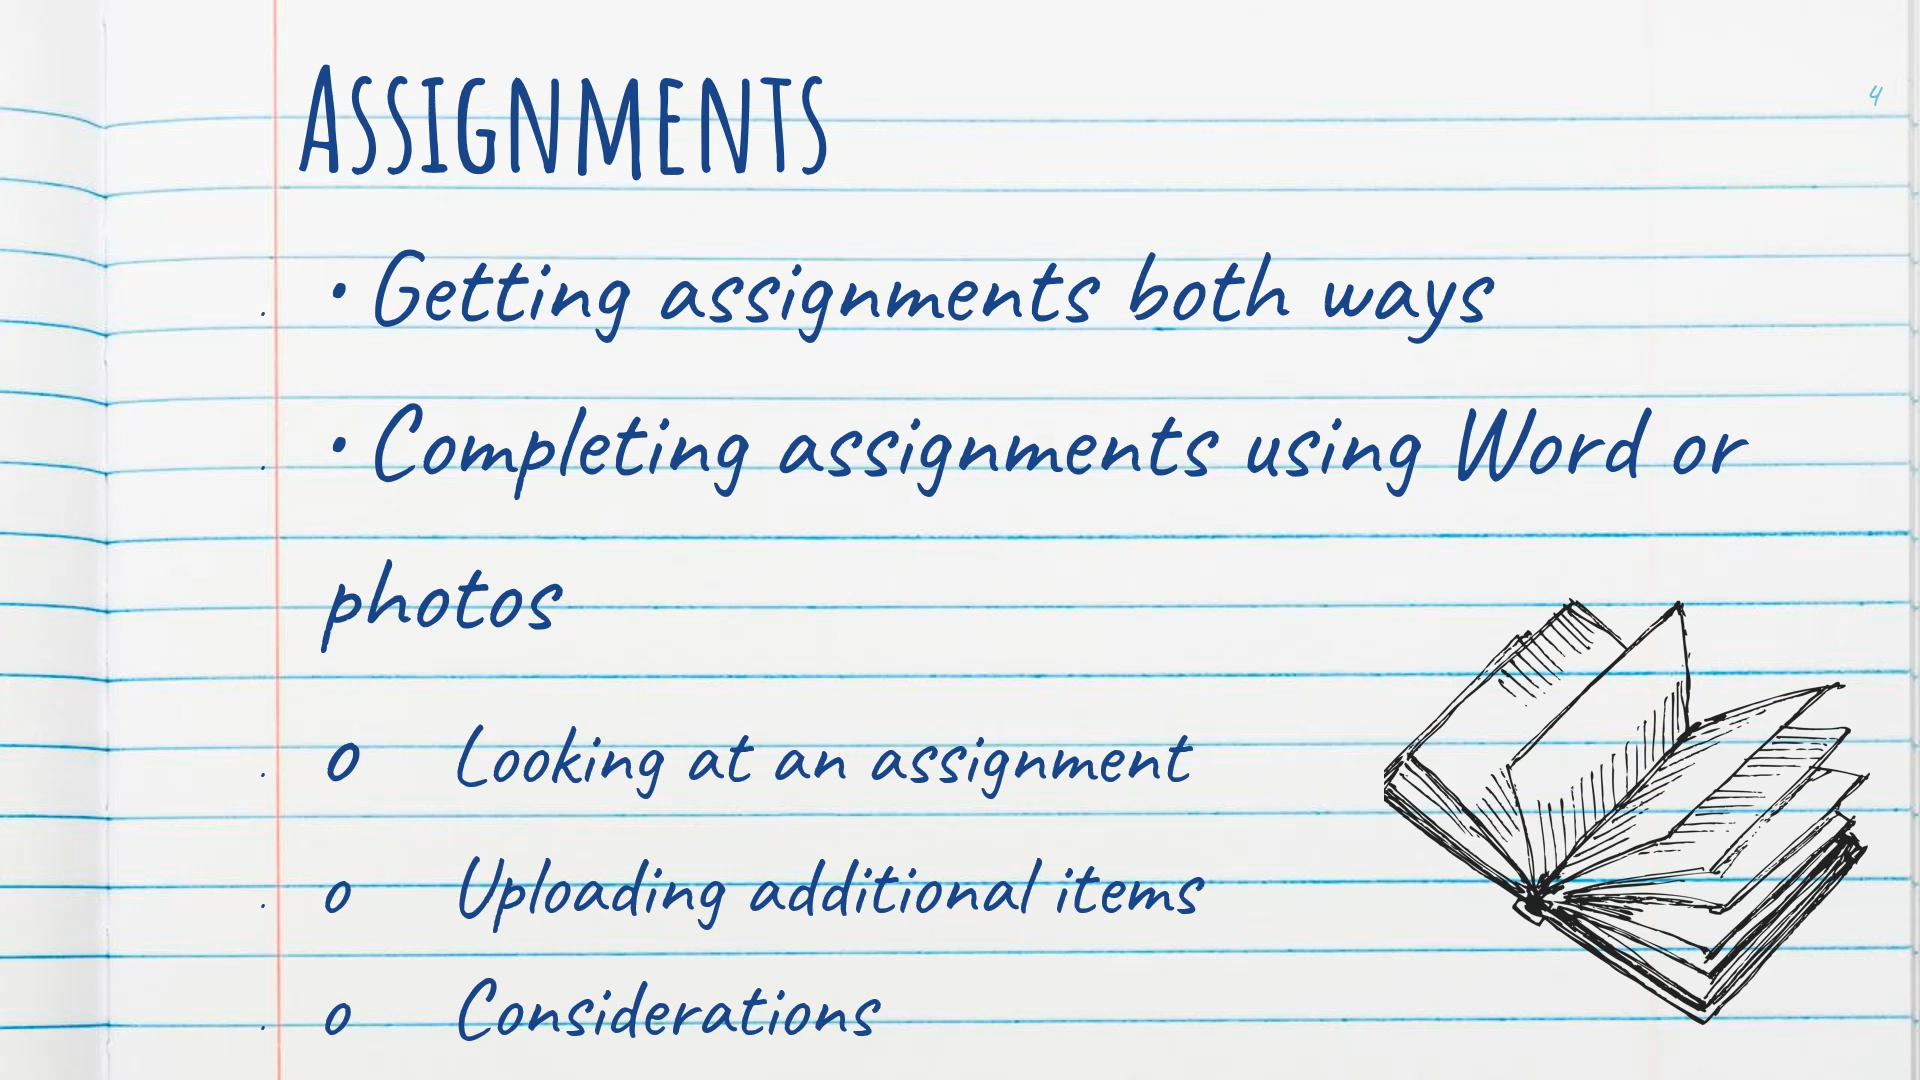 Assignments
4
• Getting assignments both ways
• Completing assignments using Word or
photos
o Looking at an assignment
o Uploading additional items
o Considerations